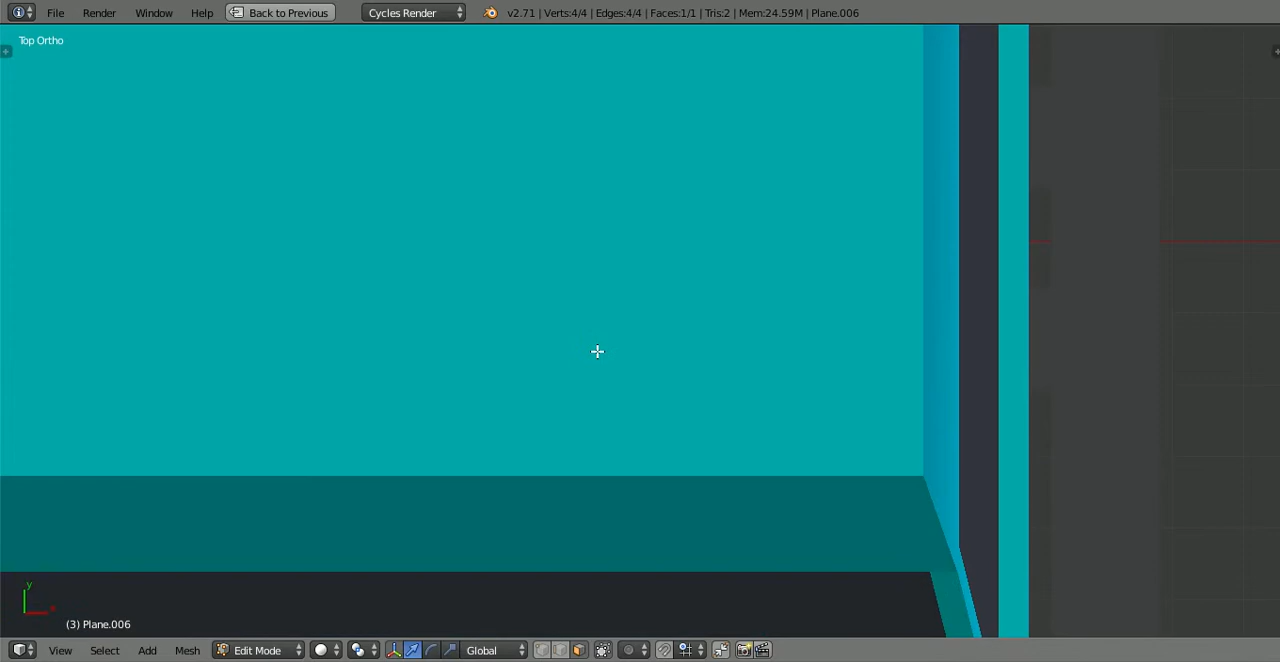 File Render Window Help Back to Previous Cycles Render v2.71 | Verts:4/4 | Edges:4/4 | Faces:1/1 | Tris:2 | Mem:24.59M | Plane.006
Top Ortho
y
x
(3) Plane.006
View Select Add Mesh Edit Mode Global